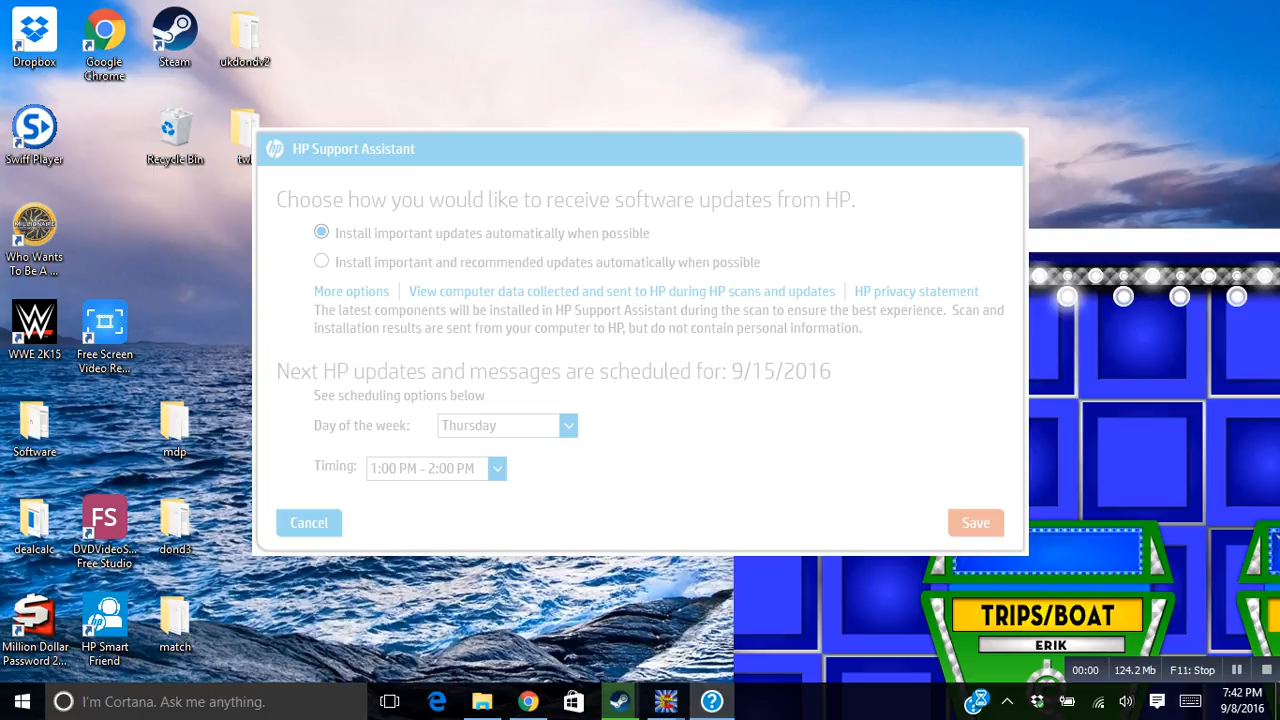 Dropbox
Google
Chrome
Steam
ukdondv2
Swiff Player
Recycle Bin
tw
Who Wants
To Be A ...
MILLIONAIRE
WWE 2K15
Free Screen
Video Re...
Software
mdp
dealcalc
FS
DVDVideoS...
Free Studio
dond3
Million Dollar
Password 2...
HP Smart
Friend
match
hp HP Support Assistant
Choose how you would like to receive software updates from HP.
Install important updates automatically when possible
Install important and recommended updates automatically when possible
More options | View computer data collected and sent to HP during HP scans and updates | HP privacy statement
The latest components will be installed in HP Support Assistant during the scan to ensure the best experience. Scan and
installation results are sent from your computer to HP, but do not contain personal information.
Next HP updates and messages are scheduled for: 9/15/2016
See scheduling options below
Day of the week: Thursday
Timing: 1:00 PM - 2:00 PM
Cancel
Save
TRIPS/BOAT
ERIK
00:00 124.2 Mb F11: Stop
I'm Cortana. Ask me anything.
7:42 PM
9/8/2016